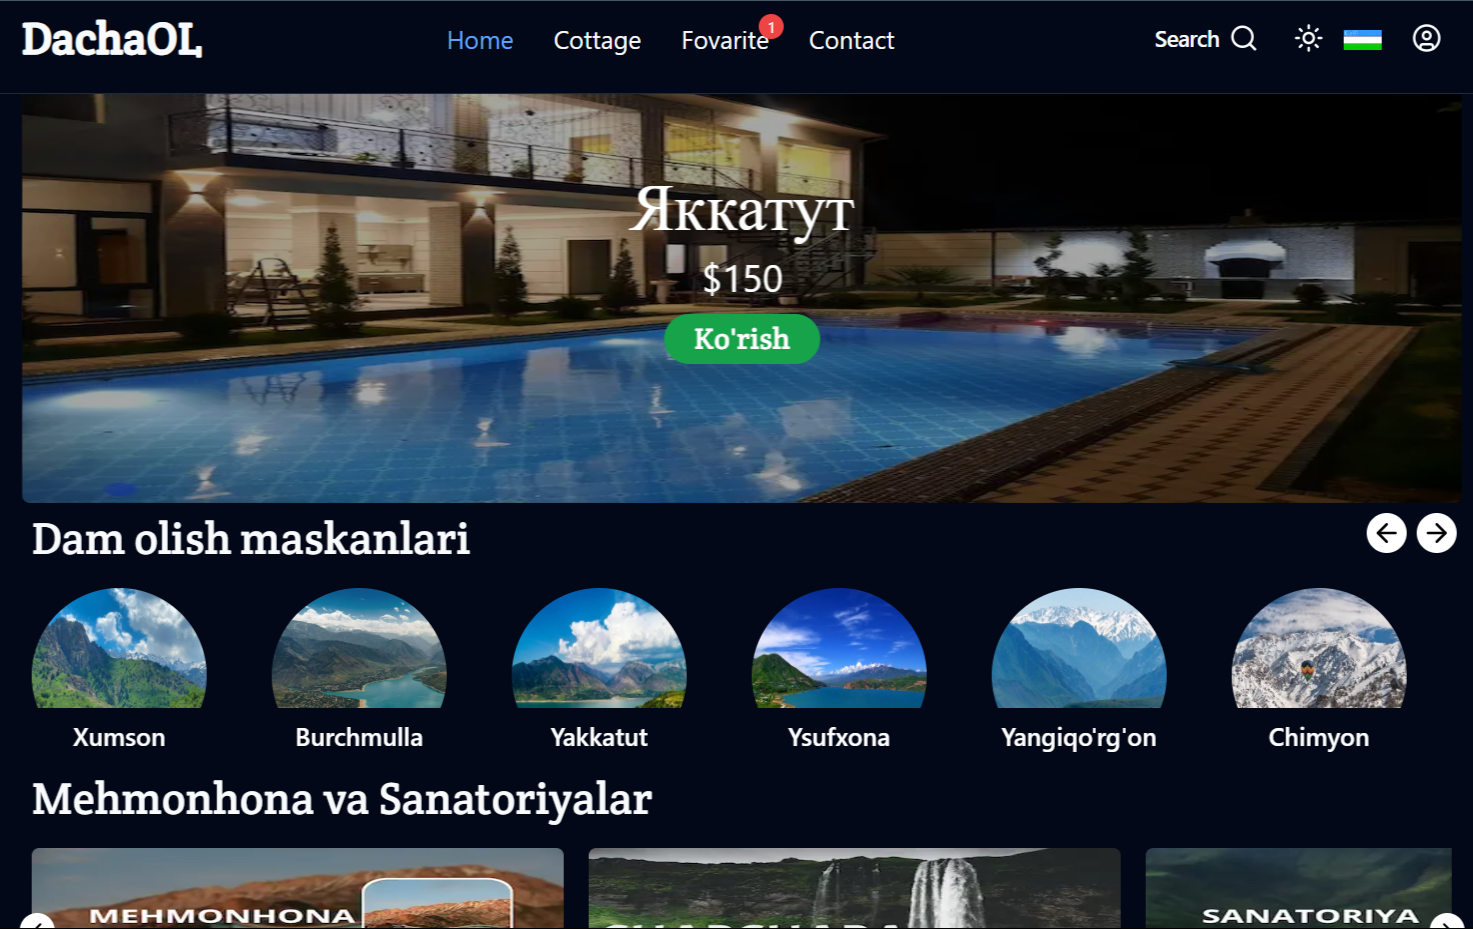 DachaOL
Home Cottage Fovarite 1 Contact Search
Яккатут
$150
Ko'rish
Dam olish maskanlari
Xumson Burchmulla Yakkatut Ysufxona Yangiqo'rg'on Chimyon
Mehmonhona va Sanatoriyalar
MEHMONHONA SANATORIYA